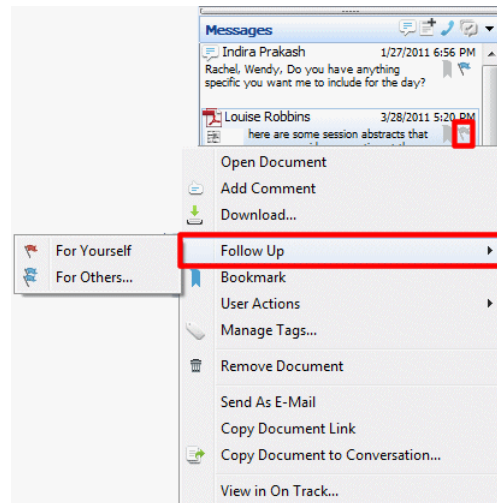 Messages
Indira Prakash 1/27/2011 6:56 PM
Rachel, Wendy, Do you have anything
specific you want me to include for the day?
Louise Robbins 3/28/2011 5:20 PM
here are some session abstracts that
Open Document
Add Comment
Download...
Follow Up
For Yourself
For Others...
Bookmark
User Actions
Manage Tags...
Remove Document
Send As E-Mail
Copy Document Link
Copy Document to Conversation...
View in On Track...